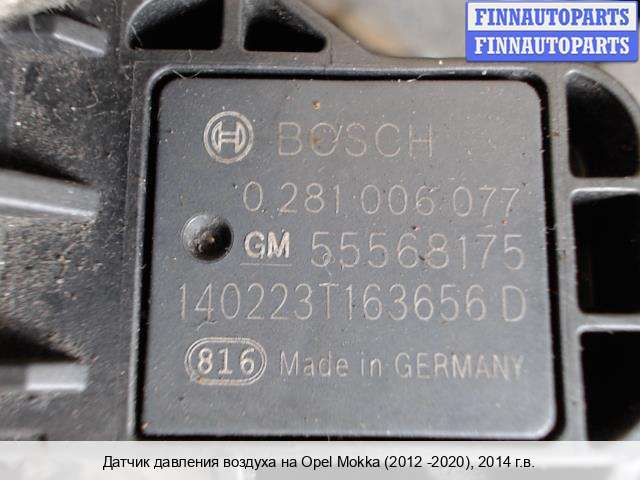 FINNAUTOPARTS
FINNAUTOPARTS
BOSCH
0 281 006 077
GM 55568175
140223T163656 D
816 Made in GERMANY
Датчик давления воздуха на Opel Mokka (2012 -2020), 2014 г.в.